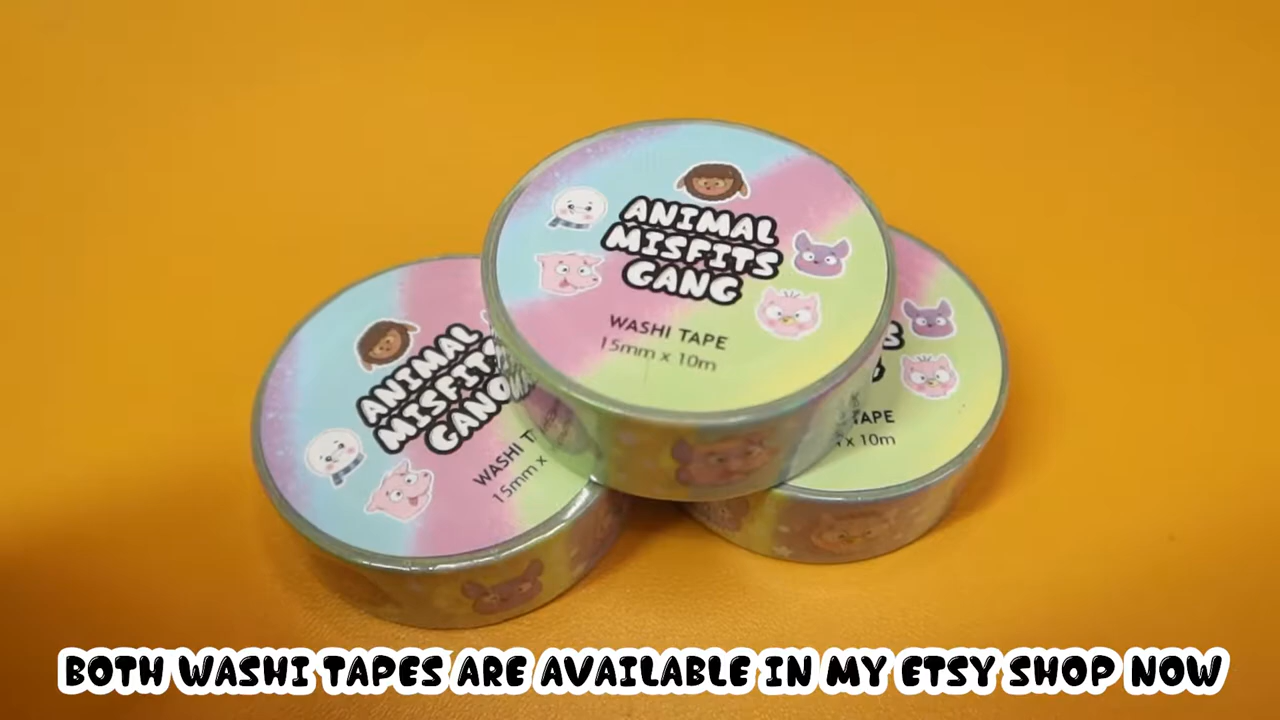 ANIMAL
MISFITS
GANG
WASHI TAPE
15mm x 10m
ANIMAL
MISFITS
GANG
WASHI
15mm x
TAPE
x 10m
BOTH WASHI TAPES ARE AVAILABLE IN MY ETSY SHOP NOW